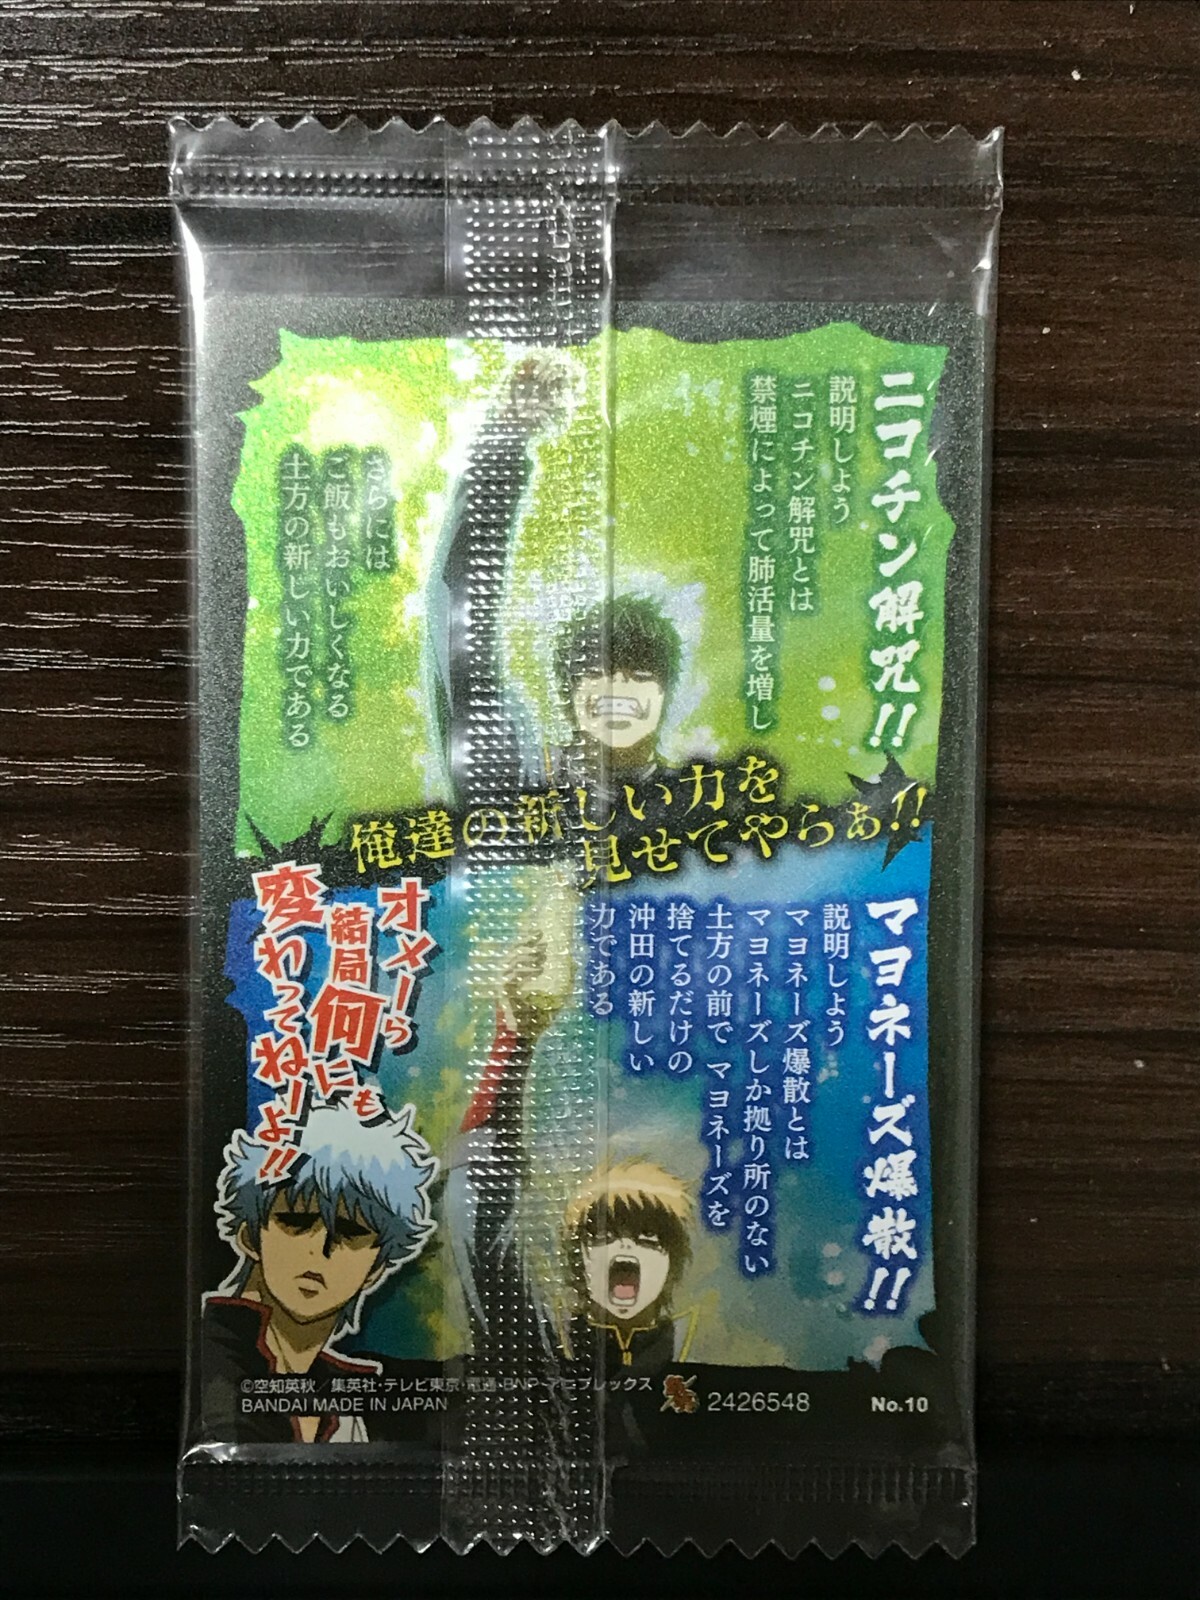 ニコチン解呪!!
説明しよう
ニコチン解呪とは
禁煙によって肺活量を増し
さらには
ご飯もおいしくなる
土方の新しい力である
俺達の新しい力を
見せてやらぁ!!
マヨネーズ爆散!!
説明しよう
マヨネーズ爆散とは
マヨネーズしか拠り所のない
土方の前で マヨネーズを
捨てるだけの
沖田の新しい
力である
オメーら
結局何にも
変わってねーよ!!
©空知英秋／集英社・テレビ東京・電通・BNP・アニプレックス
BANDAI MADE IN JAPAN
2426548
No.10